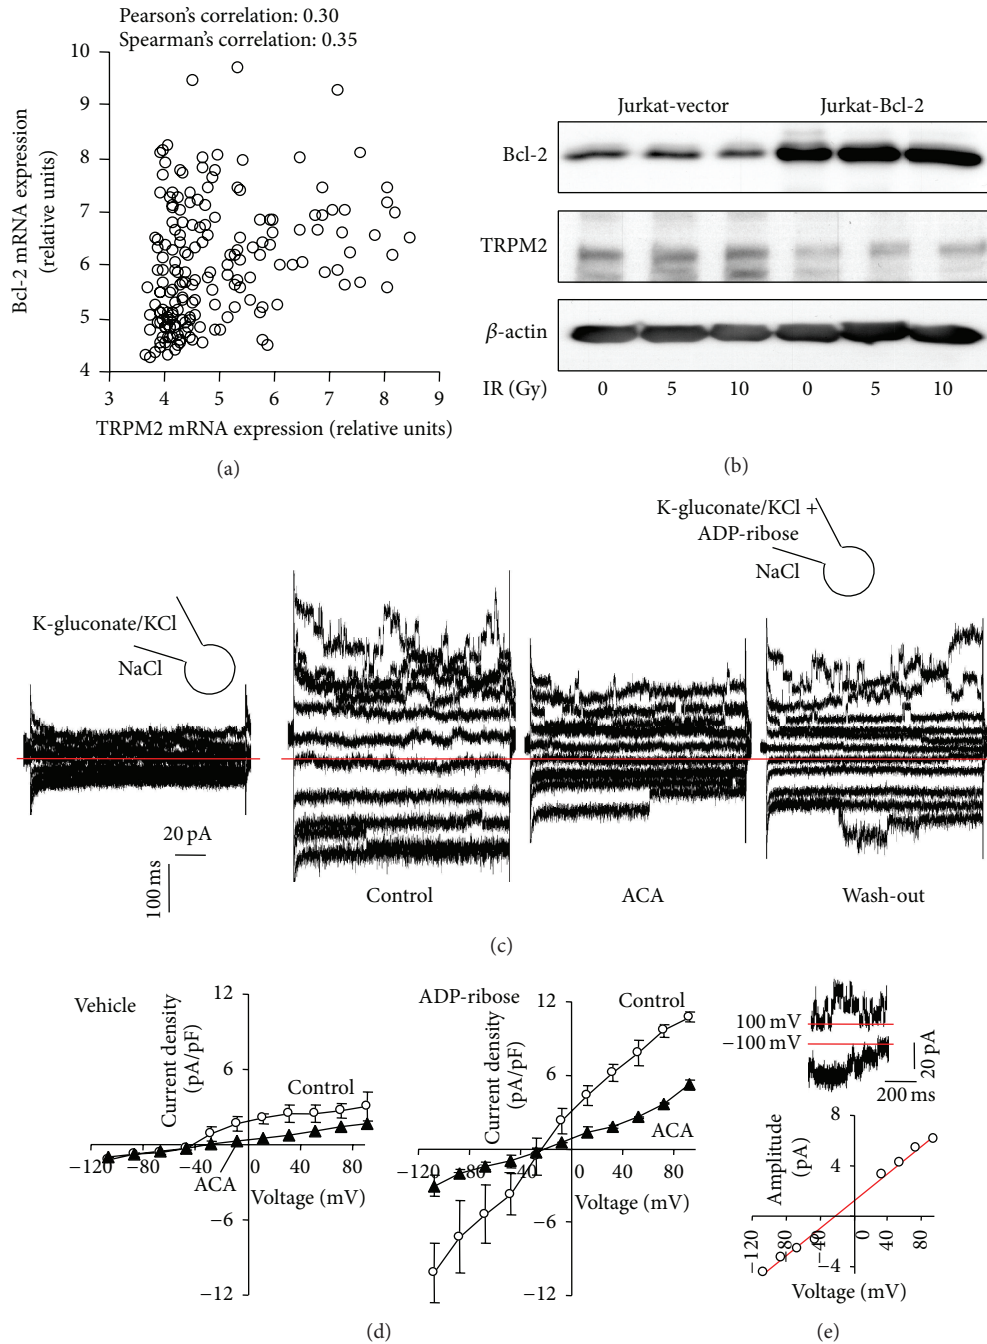 Pearson's correlation: 0.30
Spearman's correlation: 0.35
10
9
8
7
6
5
4
Bcl-2 mRNA expression
(relative units)
3 4 5 6 7 8 9
TRPM2 mRNA expression (relative units)
(a)
Jurkat-vector Jurkat-Bcl-2
Bcl-2
TRPM2
β-actin
IR (Gy) 0 5 10 0 5 10
(b)
K-gluconate/KCl
NaCl
K-gluconate/KCl +
ADP-ribose
NaCl
20 pA
100 ms
Control
ACA
Wash-out
(c)
Vehicle
Current density
(pA/pF)
12
6
−6
−12
Control
ACA
−120 −80 −40 0 40 80
Voltage (mV)
ADP-ribose
Current density
(pA/pF)
12
6
−6
−12
Control
ACA
−120 −80 −40 0 40 80
Voltage (mV)
(d)
100 mV
−100 mV
20 pA
200 ms
Amplitude
(pA)
8
4
−4
−120 −80 −40 0 40 80
Voltage (mV)
(e)